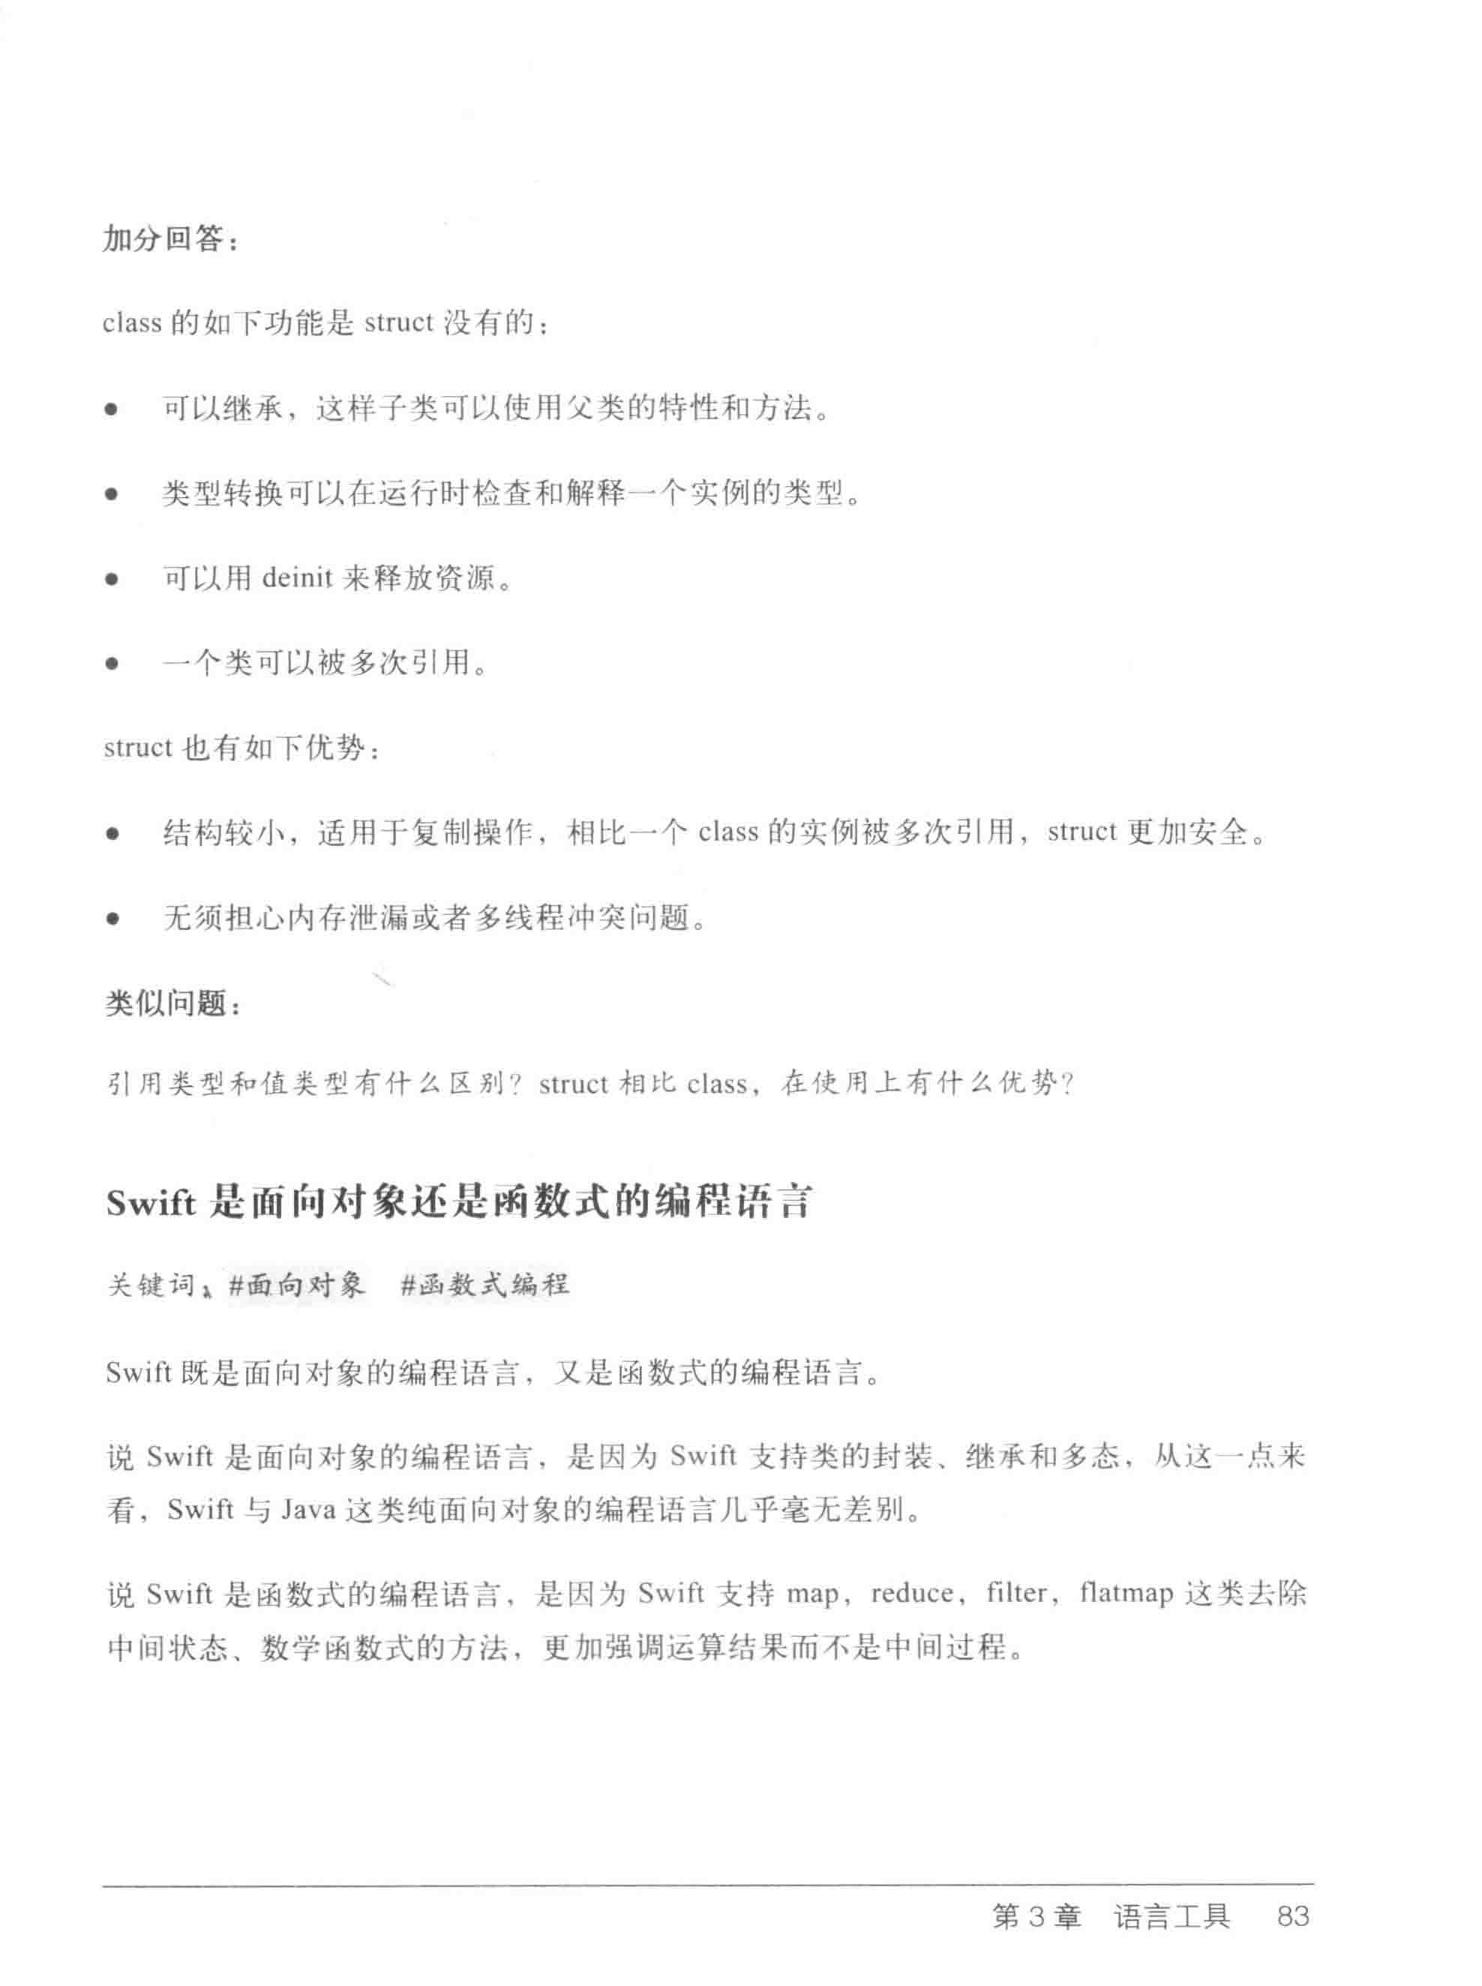 加分回答：
class 的如下功能是 struct 没有的：
● 可以继承，这样子类可以使用父类的特性和方法。
● 类型转换可以在运行时检查和解释一个实例的类型。
● 可以用 deinit 来释放资源。
● 一个类可以被多次引用。
struct 也有如下优势：
● 结构较小，适用于复制操作，相比一个 class 的实例被多次引用，struct 更加安全。
● 无须担心内存泄漏或者多线程冲突问题。
类似问题：
引用类型和值类型有什么区别？struct 相比 class，在使用上有什么优势？
Swift 是面向对象还是函数式的编程语言
关键词：#面向对象 #函数式编程
Swift 既是面向对象的编程语言，又是函数式的编程语言。
说 Swift 是面向对象的编程语言，是因为 Swift 支持类的封装、继承和多态，从这一点来
看，Swift 与 Java 这类纯面向对象的编程语言几乎毫无差别。
说 Swift 是函数式的编程语言，是因为 Swift 支持 map，reduce，filter，flatmap 这类去除
中间状态、数学函数式的方法，更加强调运算结果而不是中间过程。
第 3 章 语言工具 83